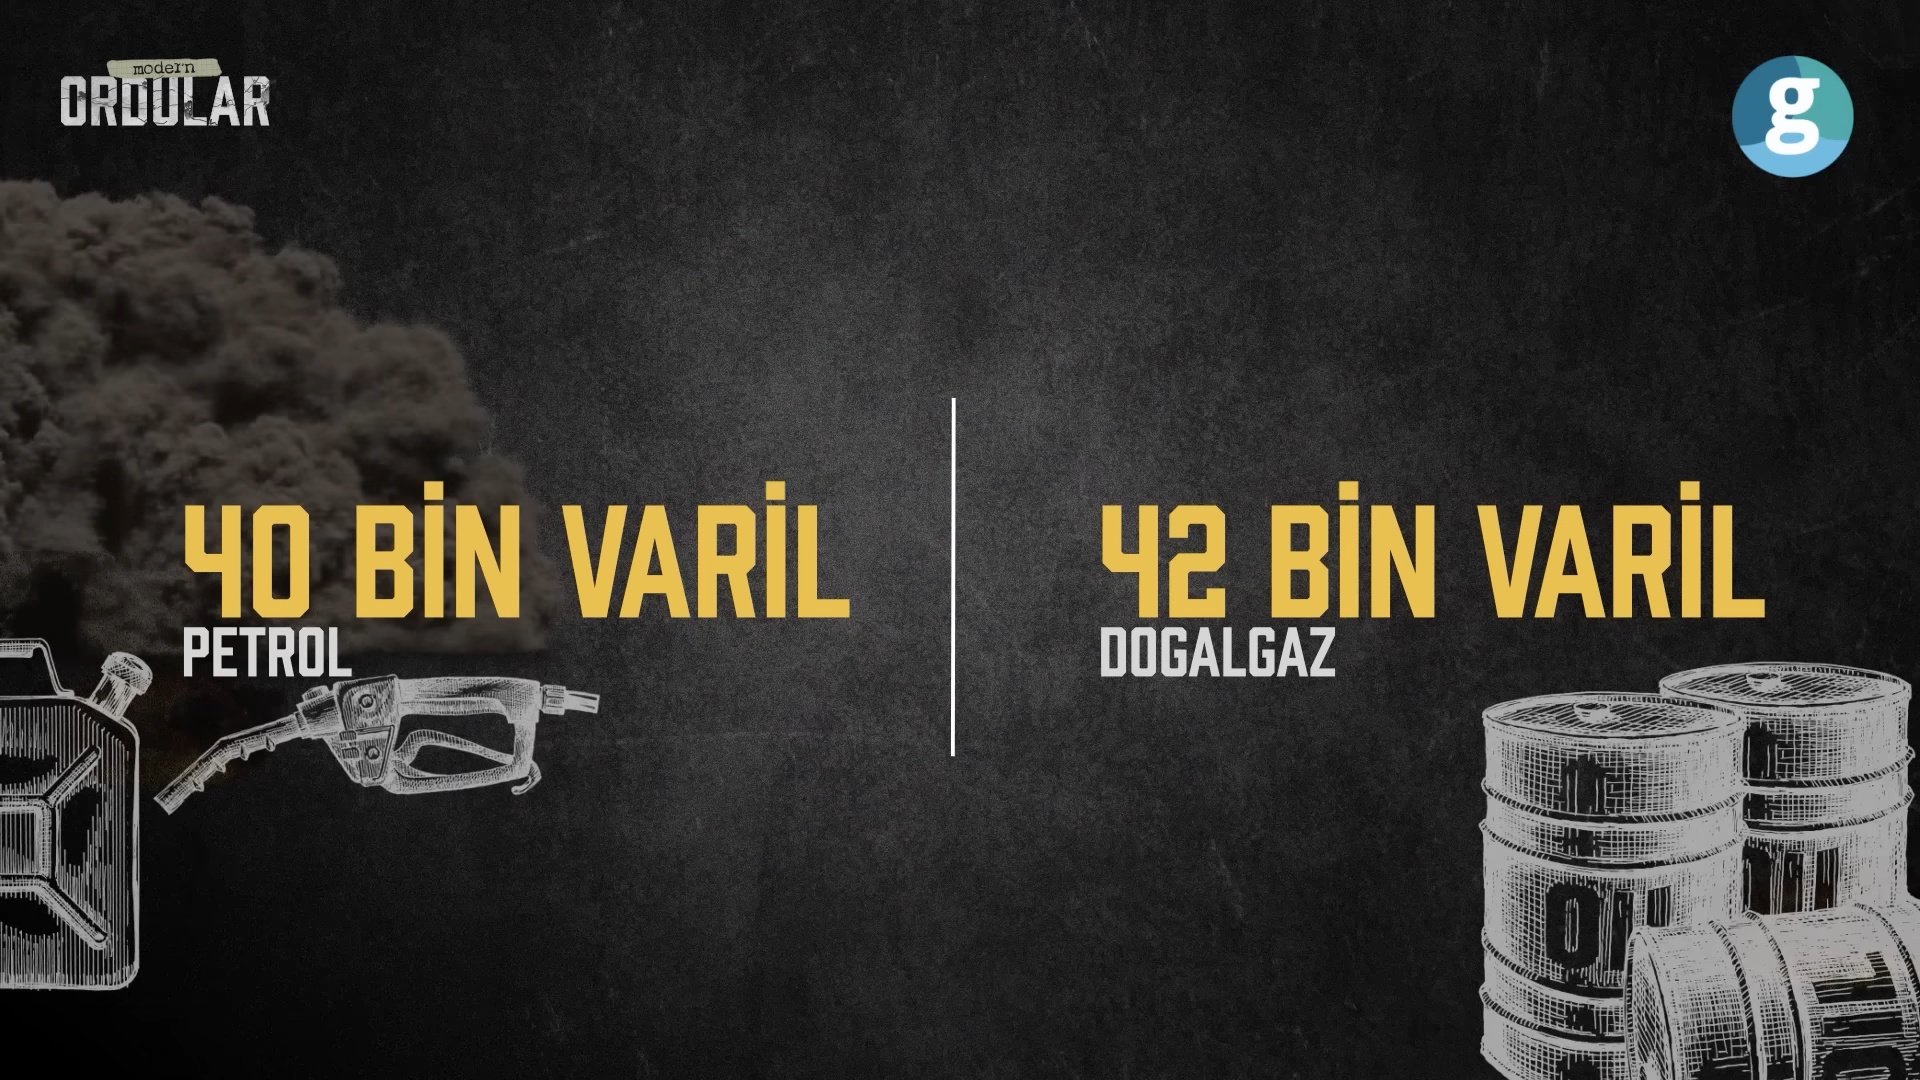 modern
ORDULAR
g
40 BİN VARİL
PETROL
42 BİN VARİL
DOGALGAZ